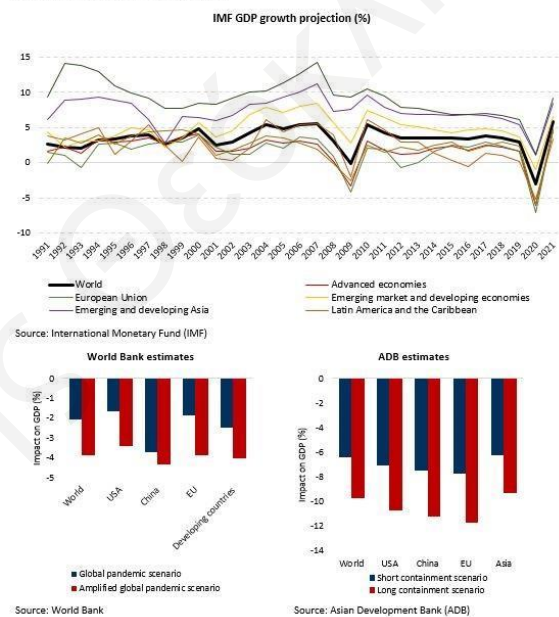 IMF GDP growth projection (%)
15
10
5
0
-5
-10
1991
1992
1993
1994
1995
1996
1997
1998
1999
2000
2001
2002
2003
2004
2005
2006
2007
2008
2009
2010
2011
2012
2013
2014
2015
2016
2017
2018
2019
2020
2021
World
Advanced economies
European Union
Emerging market and developing economies
Emerging and developing Asia
Latin America and the Caribbean
Source: International Monetary Fund (IMF)
World Bank estimates
Impact on GDP (%)
0
-1
-2
-3
-4
-5
World
USA
China
EU
Developing countries
Global pandemic scenario
Amplified global pandemic scenario
Source: World Bank
ADB estimates
Impact on GDP (%)
0
-2
-4
-6
-8
-10
-12
-14
World
USA
China
EU
Asia
Short containment scenario
Long containment scenario
Source: Asian Development Bank (ADB)